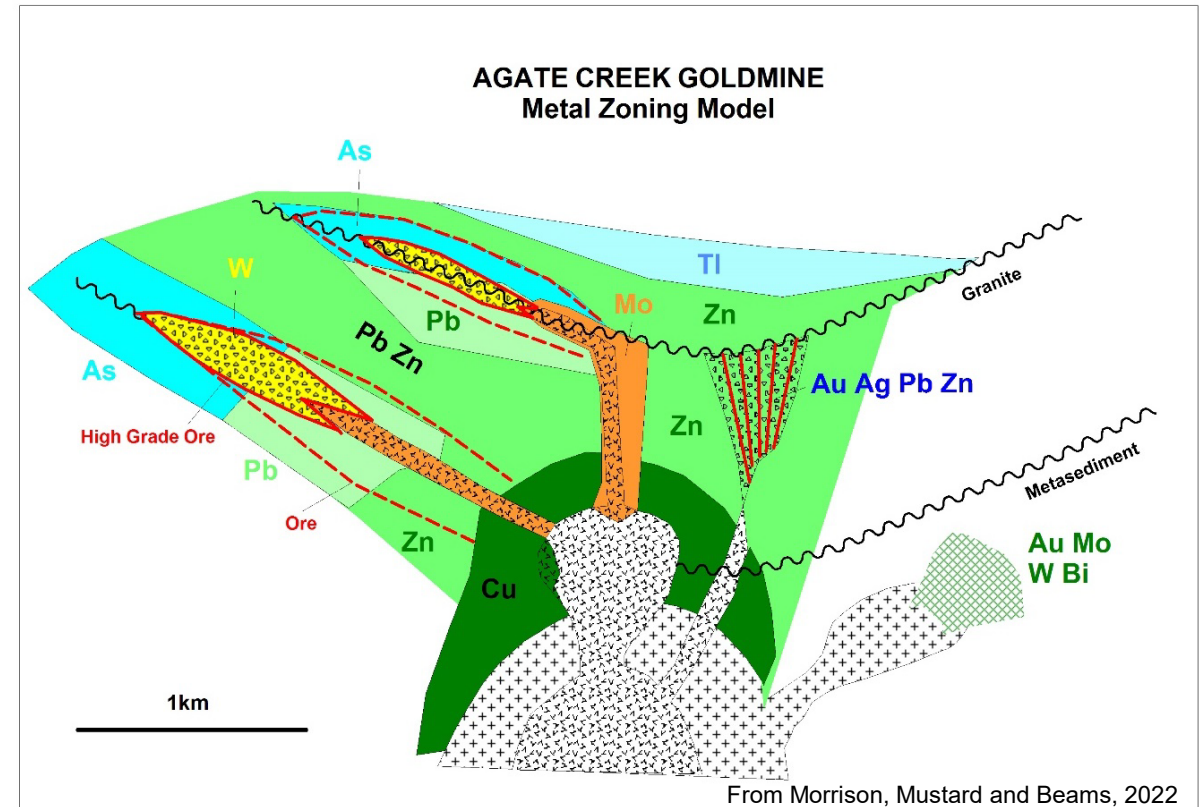 AGATE CREEK GOLDMINE
Metal Zoning Model
As
W
Tl
Granite
Mo
Zn
Pb
Pb Zn
As
Au Ag Pb Zn
Zn
High Grade Ore
Metasediment
Pb
Ore
Zn
Au Mo
W Bi
Cu
1km
From Morrison, Mustard and Beams, 2022